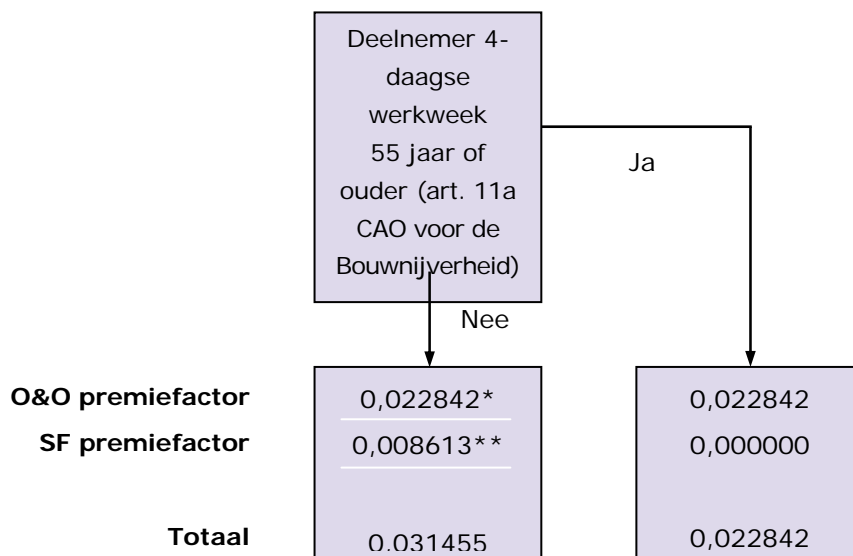 Deelnemer 4-
daagse
werkweek
55 jaar of
ouder (art. 11a
CAO voor de
Bouwnijverheid)
Ja
Nee
O&O premiefactor 0,022842* 0,022842
SF premiefactor 0,008613** 0,000000
Totaal 0,031455 0,022842